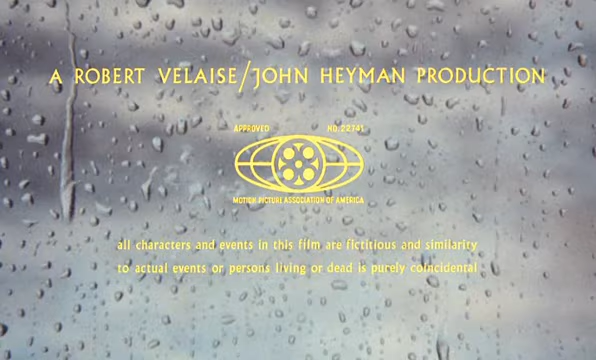 A ROBERT VELAISE/JOHN HEYMAN PRODUCTION
APPROVED NO. 22741
MOTION PICTURE ASSOCIATION OF AMERICA
all characters and events in this film are fictitious and similarity
to actual events or persons living or dead is purely coincidental